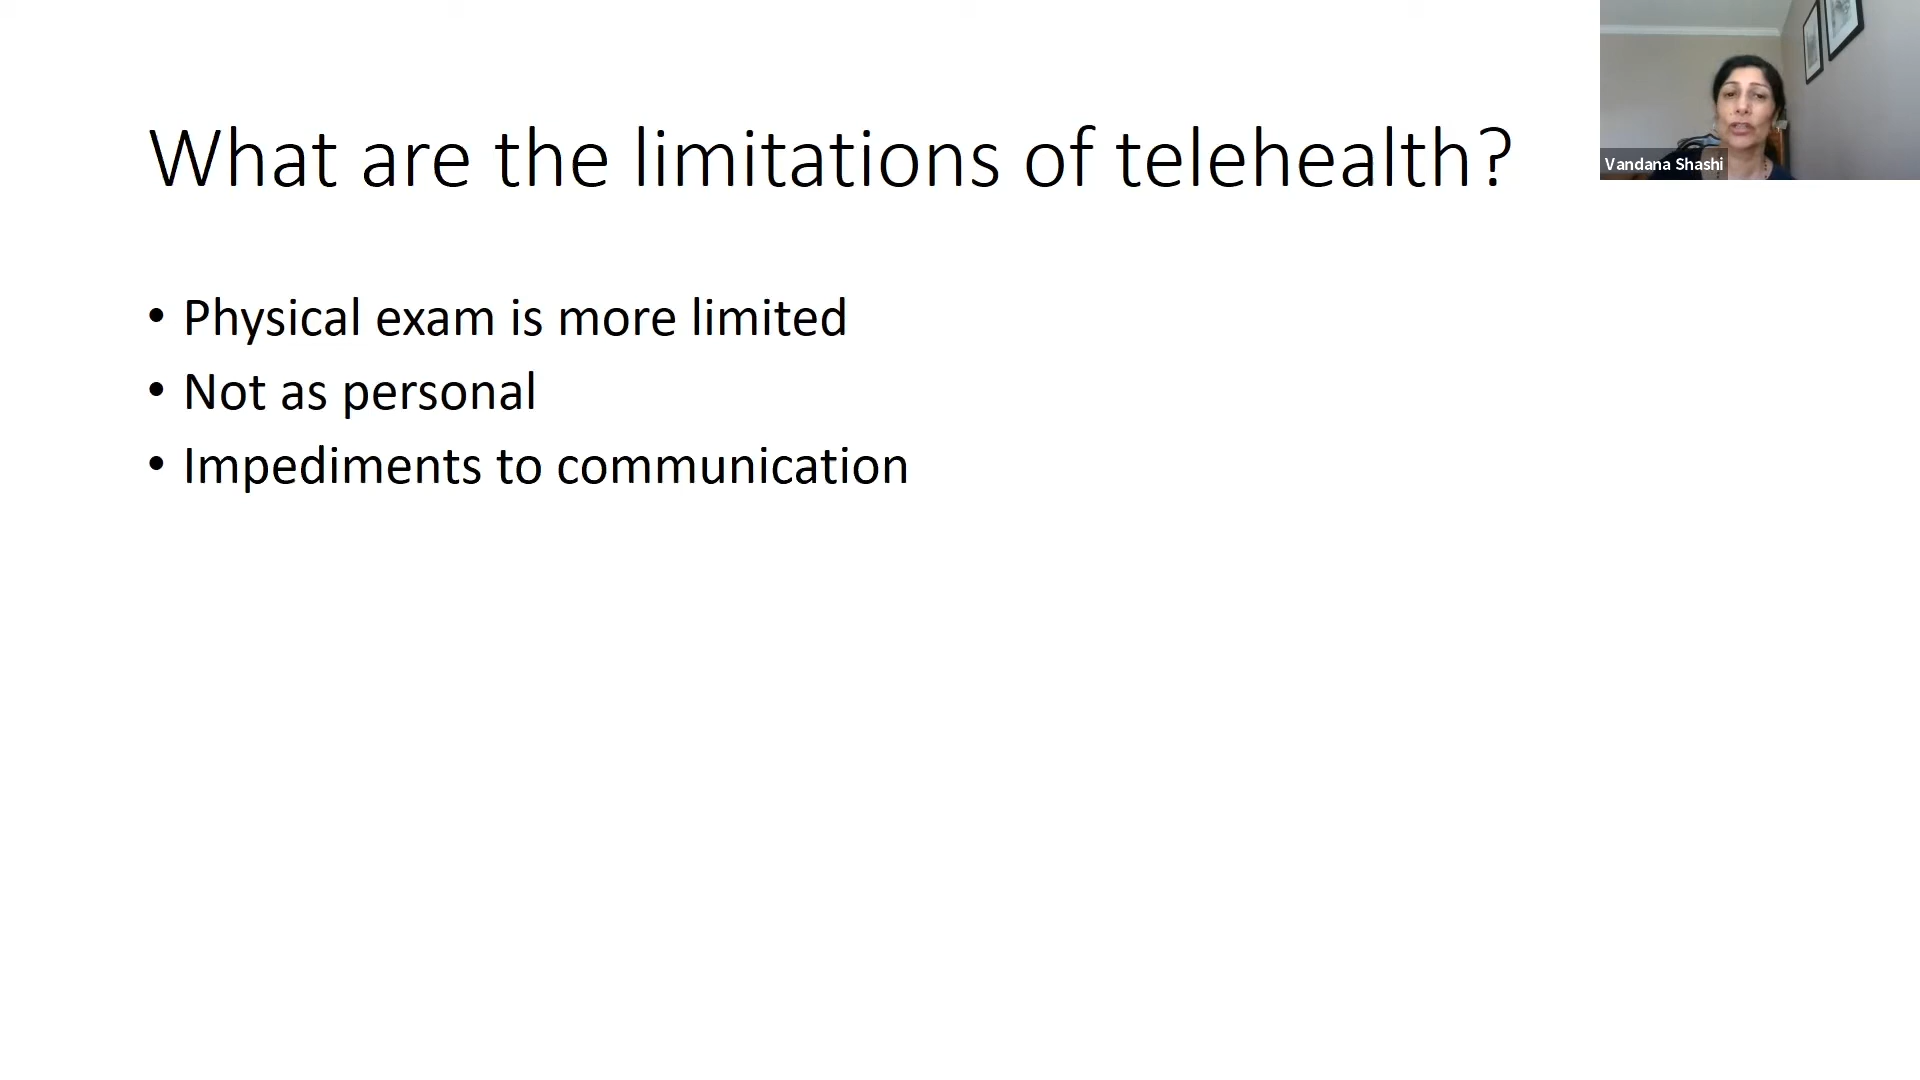 What are the limitations of telehealth?
Vandana Shashi
• Physical exam is more limited
• Not as personal
• Impediments to communication